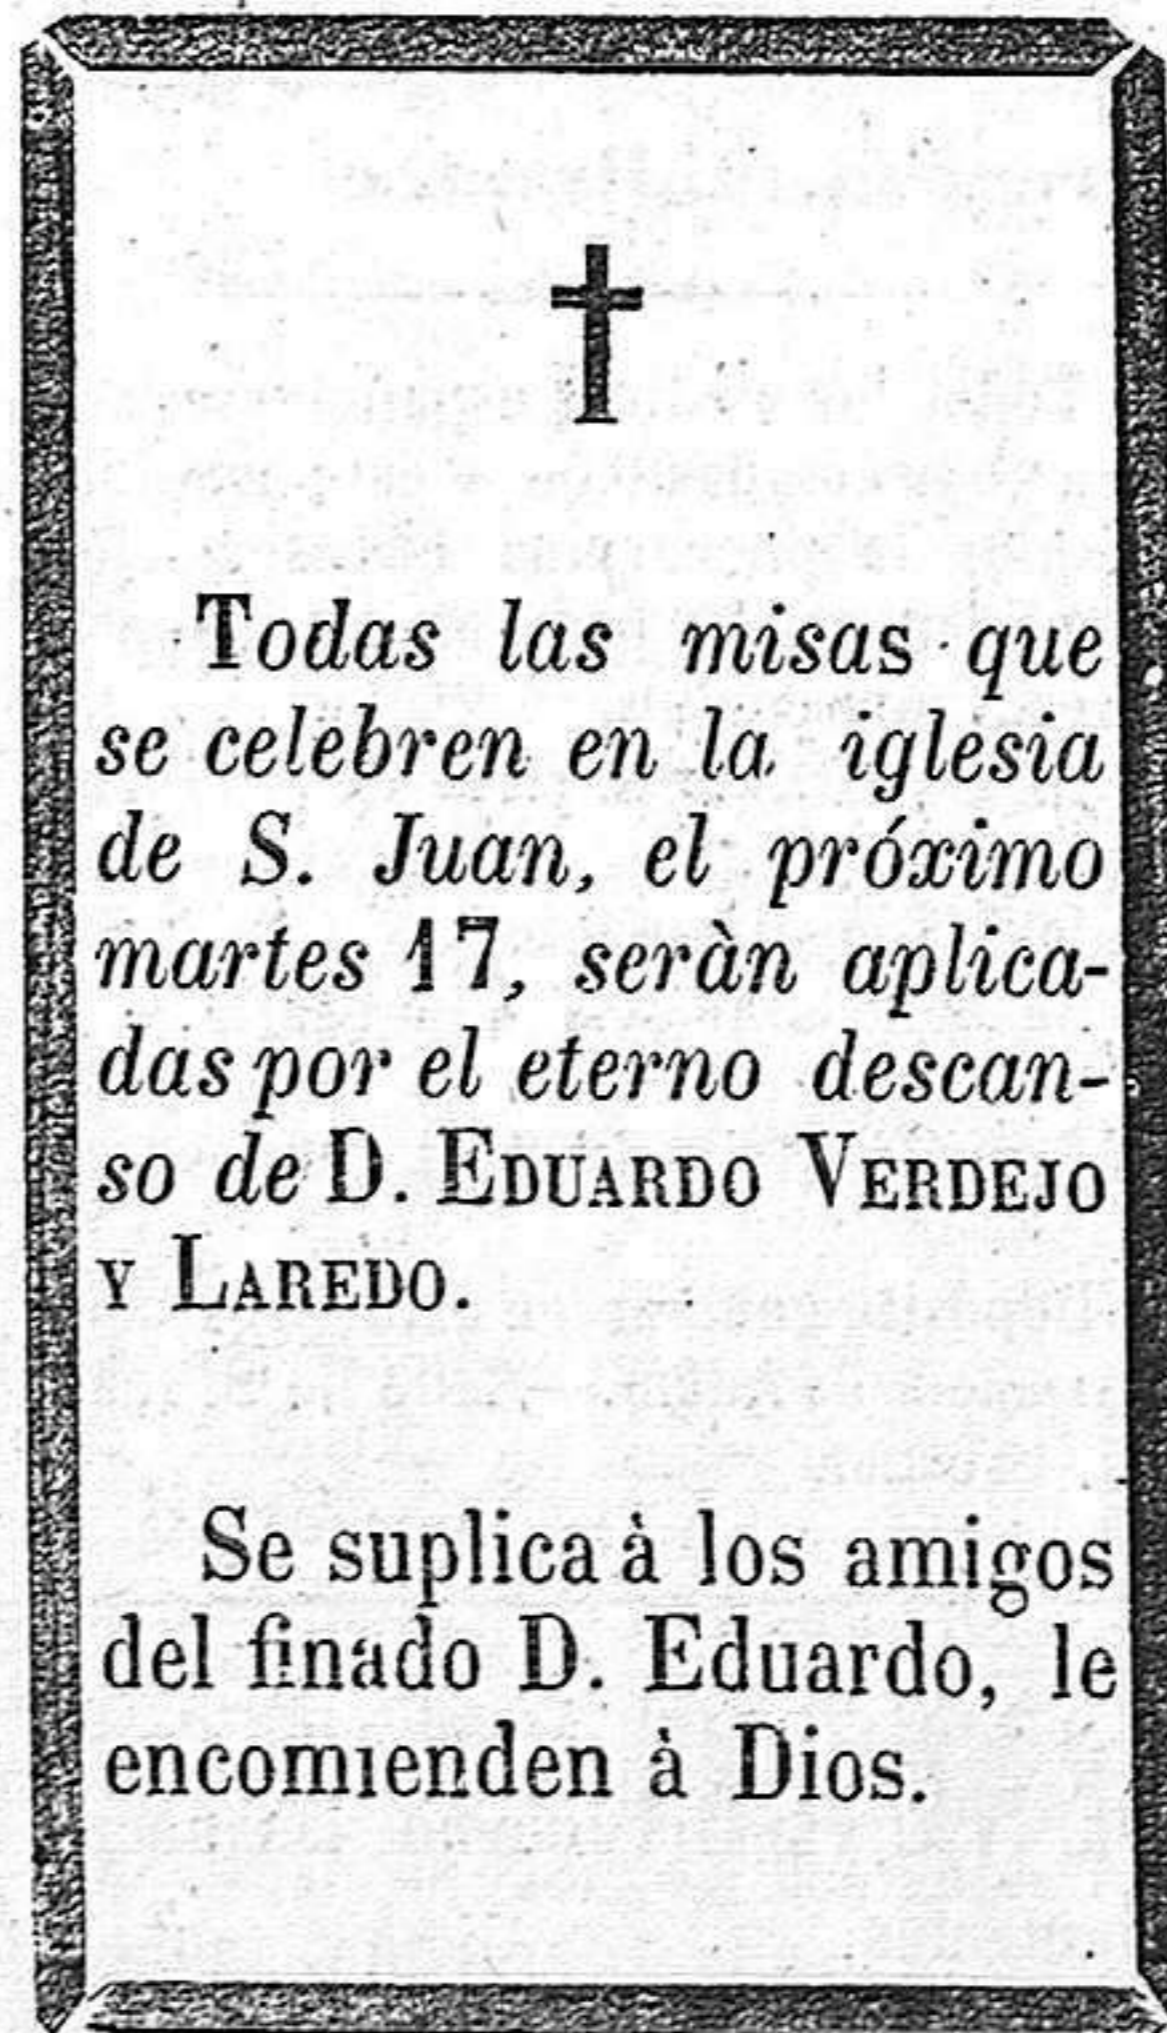 Todas las misas que
se celebren en la iglesia
de S. Juan, el próximo
martes 17, seràn aplica-
das por el eterno descan-
so de D. EDUARDO VERDEJO
Y LAREDO.
Se suplica à los amigos
del finado D. Eduardo, le
encomienden à Dios.